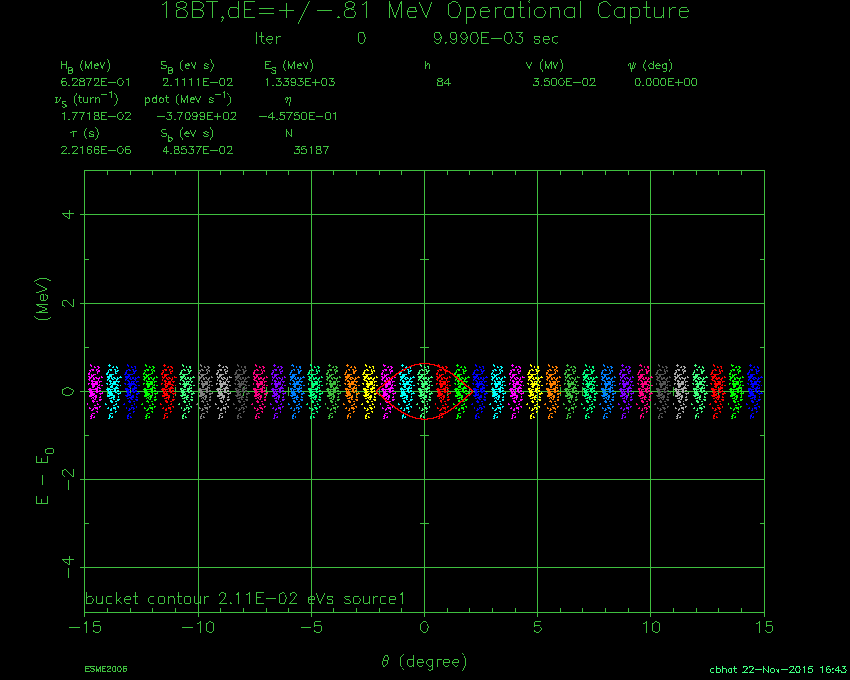 18BT,dE=+/−.81 MeV Operational Capture
Iter 0 9.990E−03 sec
H_B (MeV) S_B (eV s) E_S (MeV) h V (MV) ψ (deg)
6.2872E−01 2.1111E−02 1.3393E+03 84 3.500E−02 0.000E+00
ν_S (turn⁻¹) pdot (MeV s⁻¹) η
1.7718E−02 −3.7099E+02 −4.5750E−01
τ (s) S_b (eV s) N
2.2166E−06 4.8537E−02 35187
4
2
0
−2
−4
E − E_0 (MeV)
bucket contour 2.11E−02 eVs source1
−15 −10 −5 0 5 10 15
θ (degree)
ESME2006 cbhat 22−Nov−2015 16:43